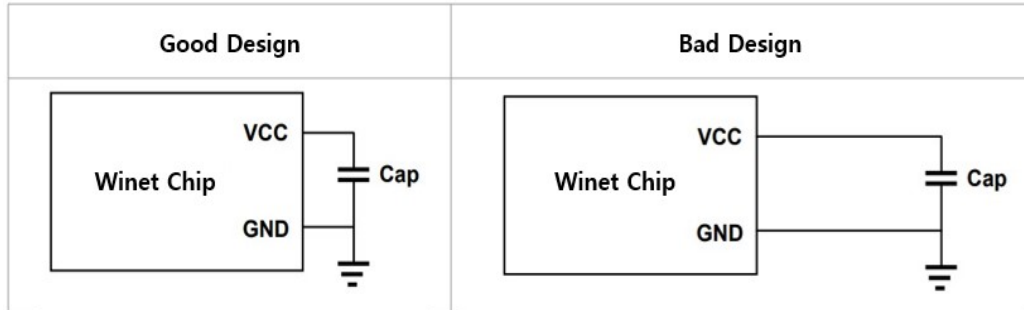 Good Design
Bad Design
VCC
Winet Chip
Cap
GND
VCC
Winet Chip
Cap
GND